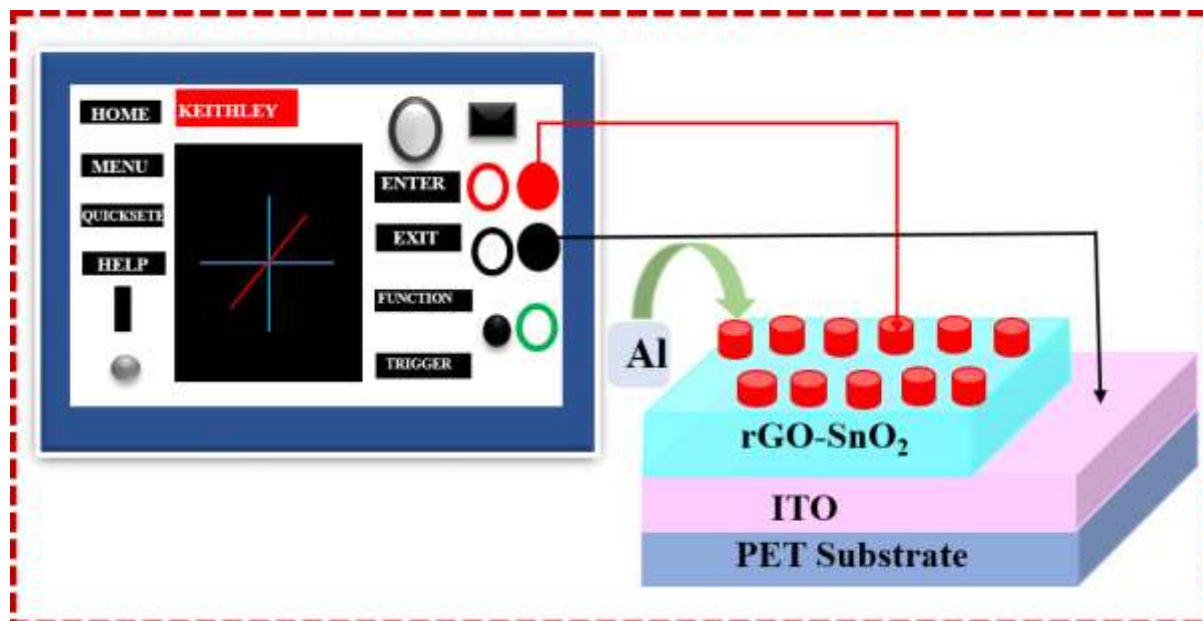 HOME
KEITHLEY
MENU
QUICKSETE
HELP
ENTER
EXIT
FUNCTION
TRIGGER
Al
rGO-SnO₂
ITO
PET Substrate